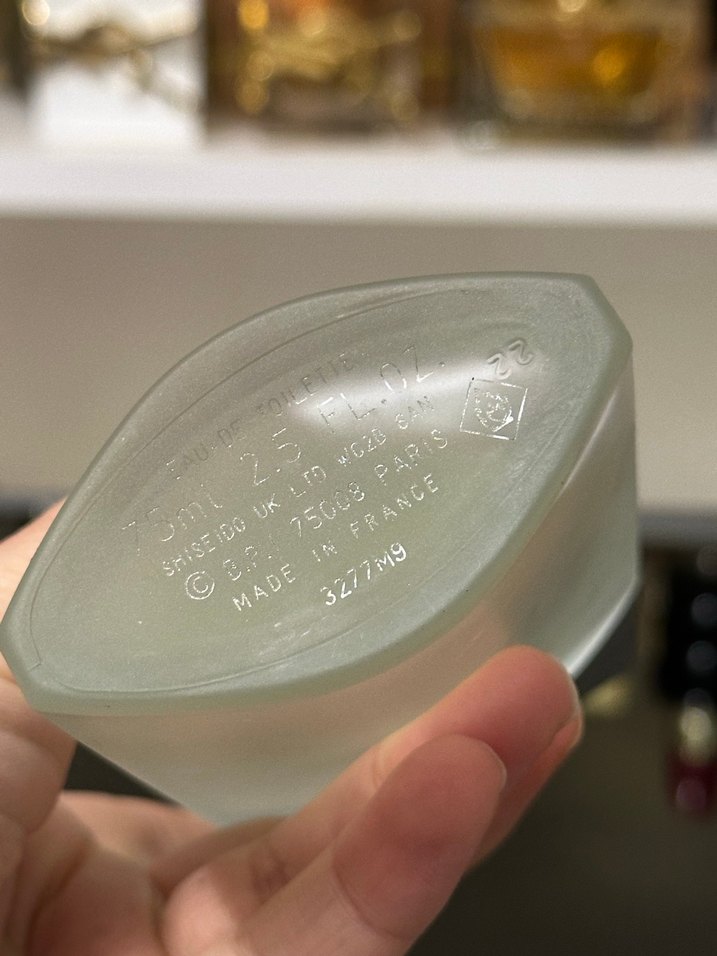 EAU DE TOILETTE
75ml 2.5 FL.OZ.
SHISEIDO UK LTD WC2B 6AN
© B.P.I 75008 PARIS
MADE IN FRANCE
3277M9
22